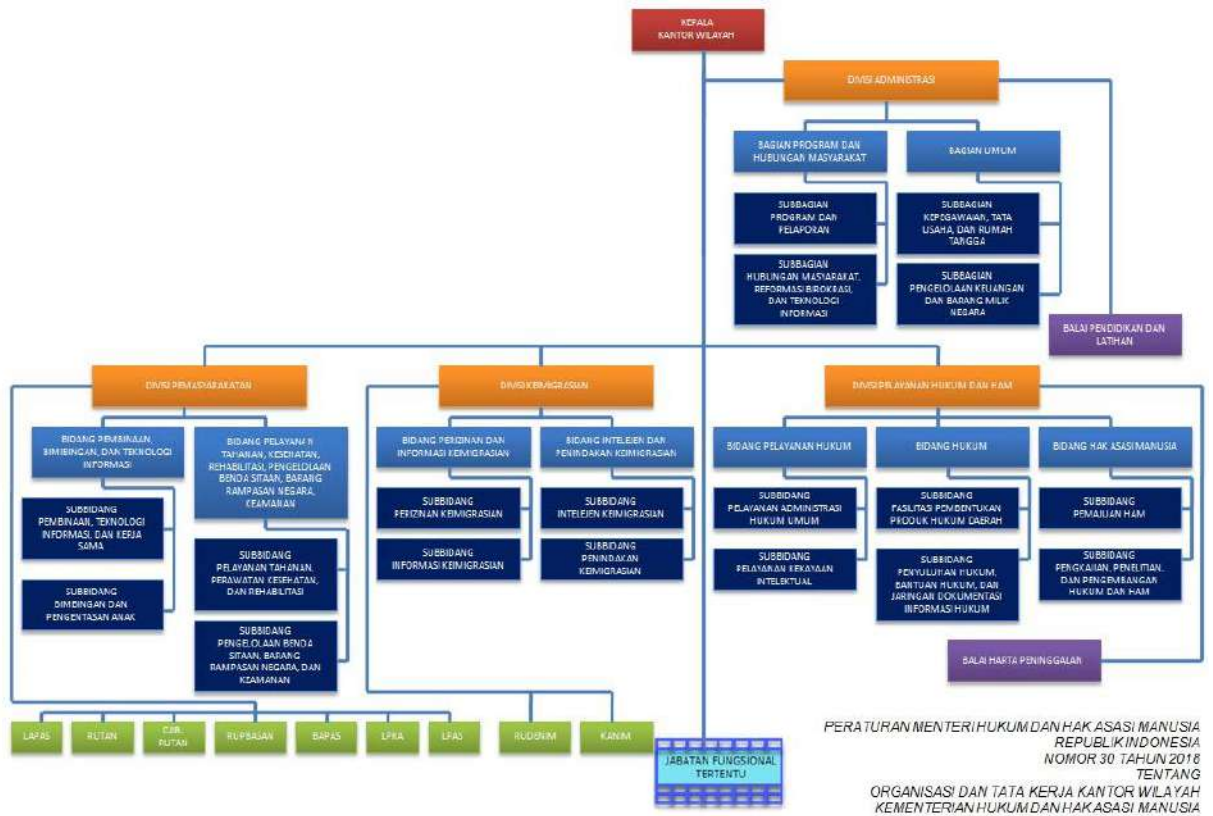 KEPALA
KANTOR WILAYAH
DIVISI ADMINISTRASI
BAGIAN PROGRAM DAN
HUBUNGAN MASYARAKAT
BAGIAN UMUM
SUBBAGIAN
PROGRAM DAN
PELAPORAN
SUBBAGIAN
KEPEGAWAIAN, TATA
USAHA, DAN RUMAH
TANGGA
SUBBAGIAN
HUBUNGAN MASYARAKAT,
REFORMASI BIROKRASI,
DAN TEKNOLOGI
INFORMASI
SUBBAGIAN
PENGELOLAAN KEUANGAN
DAN BARANG MILIK
NEGARA
BALAI PENDIDIKAN DAN
LATIHAN
DIVISI PEMASYARAKATAN
DIVISI KEIMIGRASIAN
DIVISI PELAYANAN HUKUM DAN HAM
BIDANG PEMBINAAN,
BIMBINGAN, DAN TEKNOLOGI
INFORMASI
BIDANG PELAYANAN
TAHANAN, KESEHATAN,
REHABILITASI, PENGELOLAAN
BENDA SITAAN, BARANG
RAMPASAN NEGARA,
KEAMANAN
BIDANG PERIZINAN DAN
INFORMASI KEIMIGRASIAN
BIDANG INTELEJEN DAN
PENINDAKAN KEIMIGRASIAN
BIDANG PELAYANAN HUKUM
BIDANG HUKUM
BIDANG HAK ASASI MANUSIA
SUBBIDANG
PEMBINAAN, TEKNOLOGI
INFORMASI, DAN KERJA
SAMA
SUBBIDANG
BIMBINGAN DAN
PENGENTASAN ANAK
SUBBIDANG
PELAYANAN TAHANAN,
PERAWATAN KESEHATAN,
DAN REHABILITASI
SUBBIDANG
PENGELOLAAN BENDA
SITAAN, BARANG
RAMPASAN NEGARA, DAN
KEAMANAN
SUBBIDANG
PERIZINAN KEIMIGRASIAN
SUBBIDANG
INFORMASI KEIMIGRASIAN
SUBBIDANG
INTELEJEN KEIMIGRASIAN
SUBBIDANG
PENINDAKAN
KEIMIGRASIAN
SUBBIDANG
PELAYANAN ADMINISTRASI
HUKUM UMUM
SUBBIDANG
PELAYANAN KEKAYAAN
INTELEKTUAL
SUBBIDANG
FASILITASI PEMBENTUKAN
PRODUK HUKUM DAERAH
SUBBIDANG
PENYULUHAN HUKUM,
BANTUAN HUKUM, DAN
JARINGAN DOKUMENTASI
INFORMASI HUKUM
SUBBIDANG
PEMAJUAN HAM
SUBBIDANG
PENGKAJIAN, PENELITIAN,
DAN PENGEMBANGAN
HUKUM DAN HAM
BALAI HARTA PENINGGALAN
LAPAS
RUTAN
CAB.
RUTAN
RUPBASAN
BAPAS
LPKA
LPAS
RUDENIM
KANIM
JABATAN FUNGSIONAL
TERTENTU
PERATURAN MENTERI HUKUM DAN HAK ASASI MANUSIA
REPUBLIK INDONESIA
NOMOR 30 TAHUN 2018
TENTANG
ORGANISASI DAN TATA KERJA KANTOR WILAYAH
KEMENTERIAN HUKUM DAN HAK ASASI MANUSIA